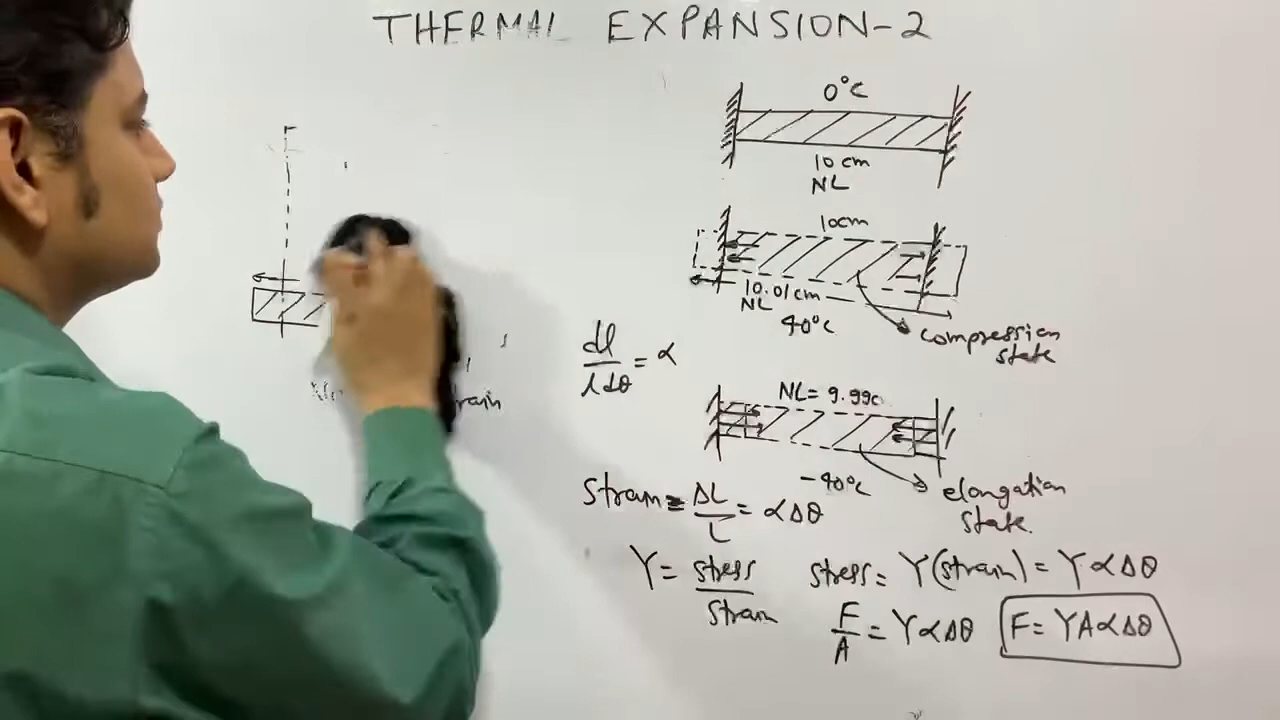 THERMAL EXPANSION-2
0°C
10 cm
NL
10cm
10.01cm
NL
40°C
compression
state
dl/ldθ = α
NL= 9.99c
-40°C
elongation
state.
Strain = ΔL/L = αΔθ
Y = stress/strain
stress = Y(strain) = YαΔθ
F/A = YαΔθ
F= YAαΔθ